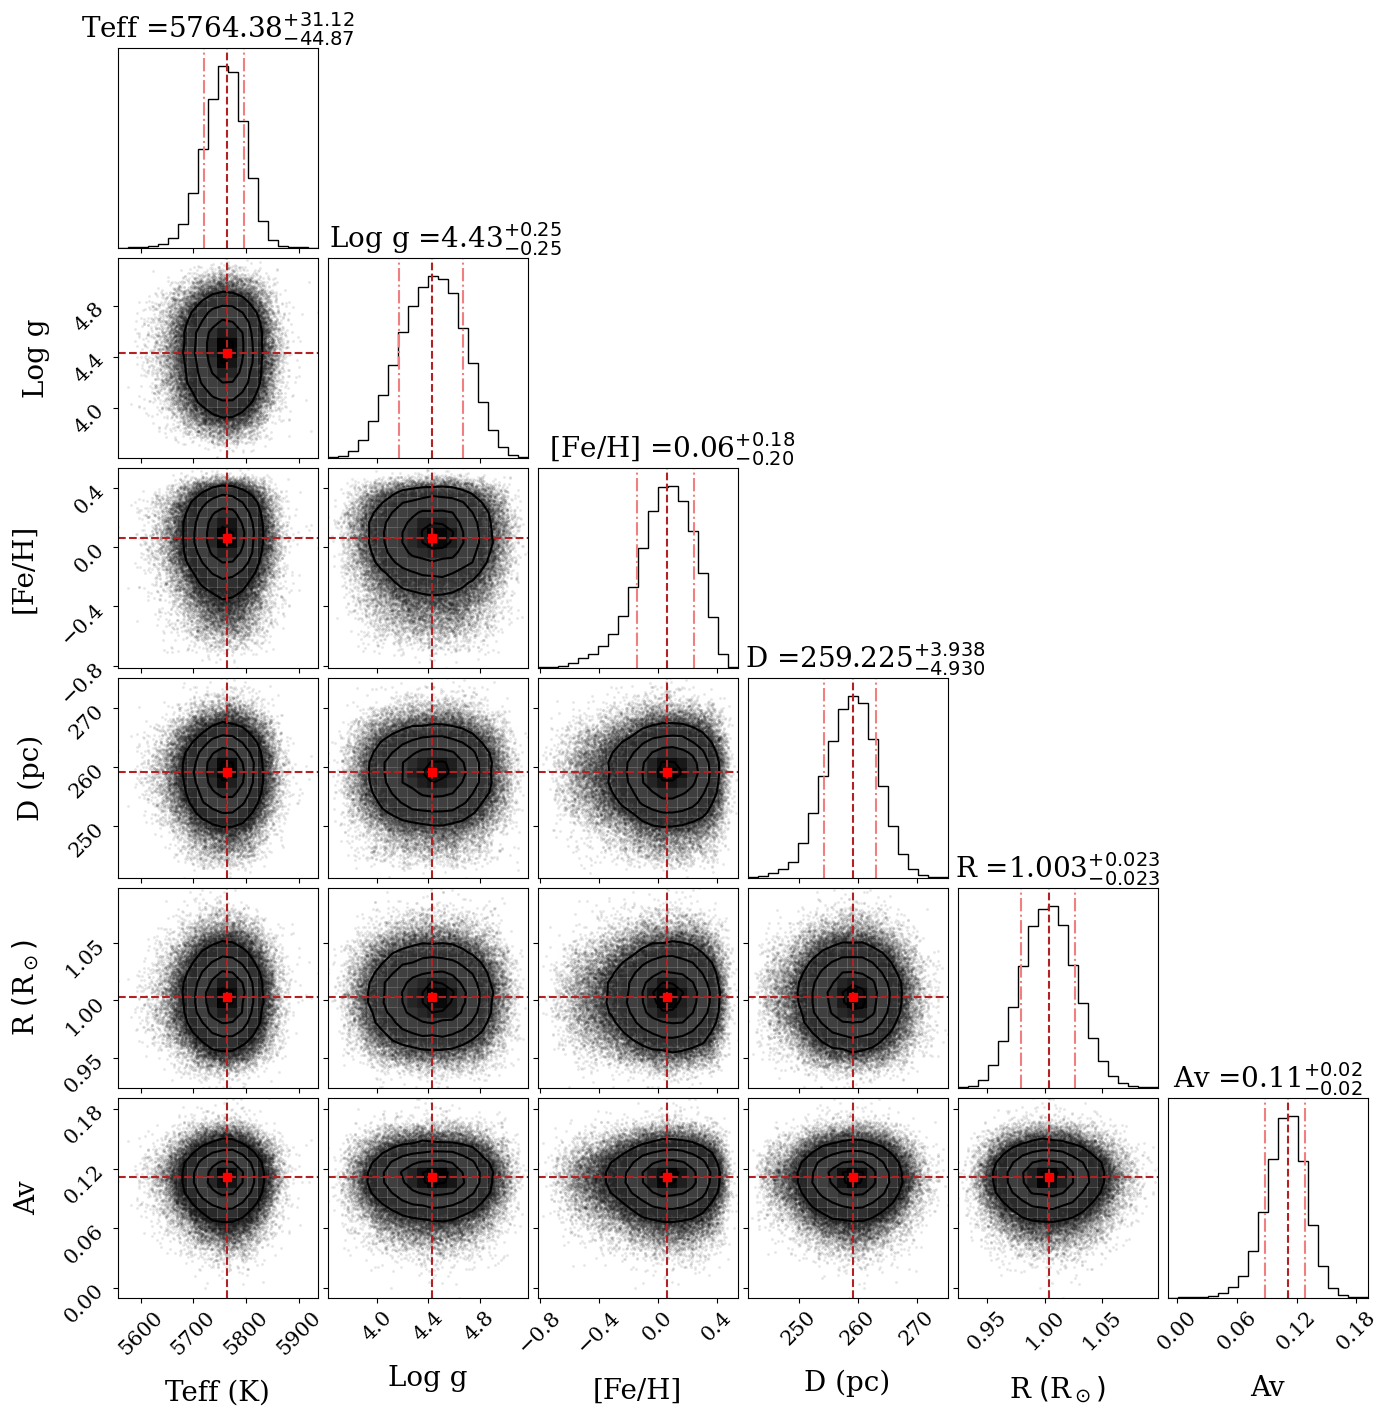 Teff =5764.38+31.12−44.87
Log g =4.43+0.25−0.25
Log g
4.8
4.4
4.0
[Fe/H] =0.06+0.18−0.20
[Fe/H]
0.4
0.0
−0.4
−0.8
D =259.225+3.938−4.930
D (pc)
270
260
250
R =1.003+0.023−0.023
R (R⊙)
1.05
1.00
0.95
Av =0.11+0.02−0.02
Av
0.18
0.12
0.06
0.00
5600 5700 5800 5900
4.0 4.4 4.8
−0.8 −0.4 0.0 0.4
250 260 270
0.95 1.00 1.05
0.00 0.06 0.12 0.18
Teff (K) Log g [Fe/H] D (pc) R (R⊙) Av